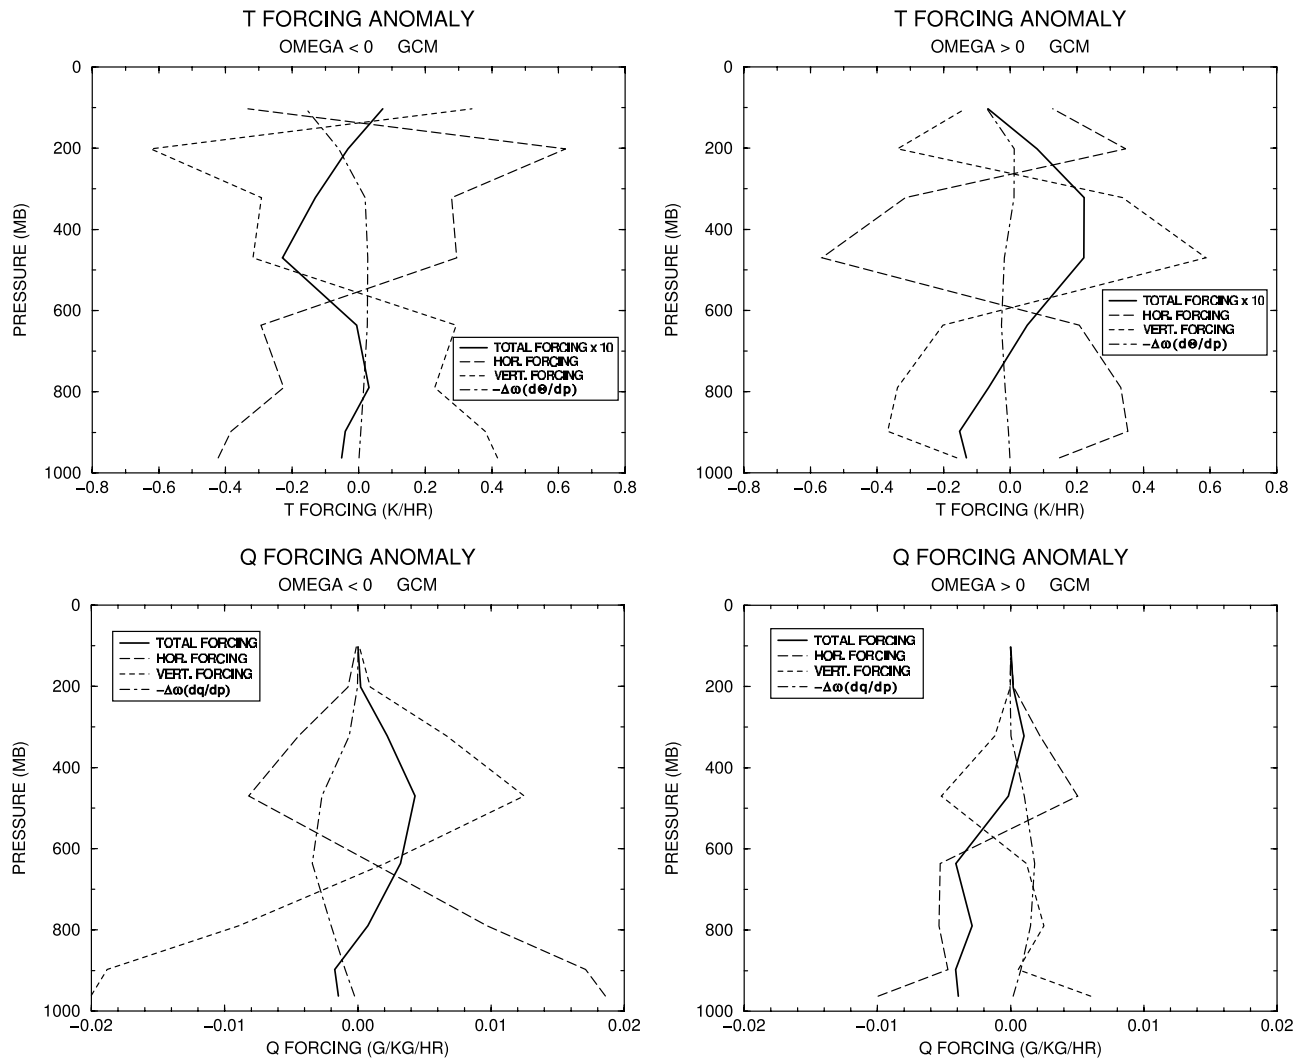 T FORCING ANOMALY
OMEGA < 0 GCM
0
200
400
600
800
1000
PRESSURE (MB)
TOTAL FORCING x 10
HOR. FORCING
VERT. FORCING
−Δω(dΘ/dp)
−0.8 −0.6 −0.4 −0.2 0.0 0.2 0.4 0.6 0.8
T FORCING (K/HR)
T FORCING ANOMALY
OMEGA > 0 GCM
0
200
400
600
800
1000
PRESSURE (MB)
TOTAL FORCING x 10
HOR. FORCING
VERT. FORCING
−Δω(dΘ/dp)
−0.8 −0.6 −0.4 −0.2 0.0 0.2 0.4 0.6 0.8
T FORCING (K/HR)
Q FORCING ANOMALY
OMEGA < 0 GCM
0
200
400
600
800
1000
PRESSURE (MB)
TOTAL FORCING
HOR. FORCING
VERT. FORCING
−Δω(dq/dp)
−0.02 −0.01 0.00 0.01 0.02
Q FORCING (G/KG/HR)
Q FORCING ANOMALY
OMEGA > 0 GCM
0
200
400
600
800
1000
PRESSURE (MB)
TOTAL FORCING
HOR. FORCING
VERT. FORCING
−Δω(dq/dp)
−0.02 −0.01 0.00 0.01 0.02
Q FORCING (G/KG/HR)